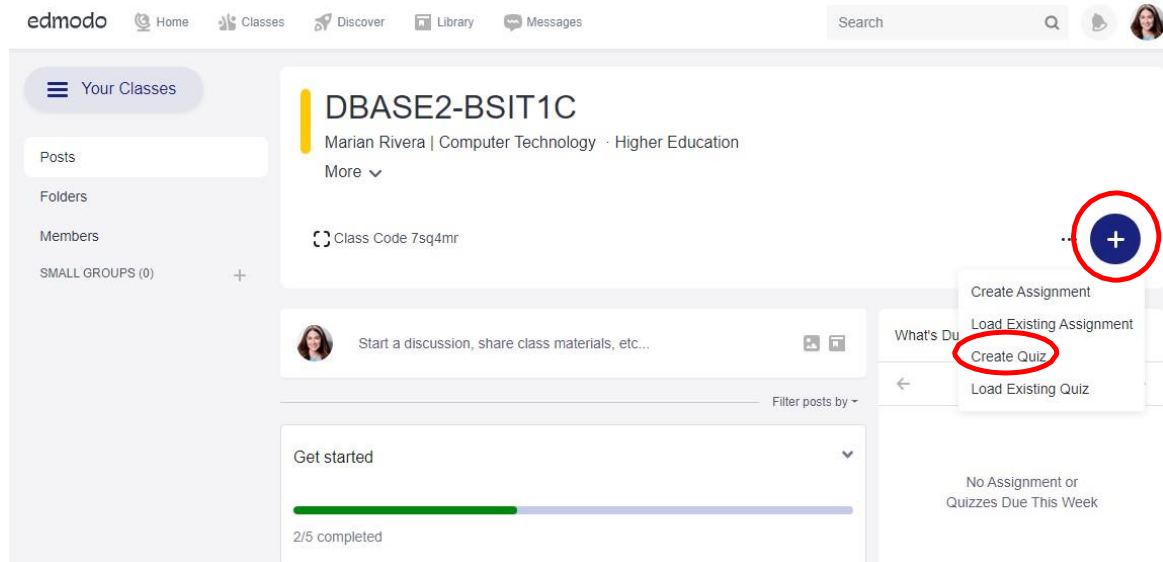 edmodo Home Classes Discover Library Messages Search
Your Classes
Posts
Folders
Members
SMALL GROUPS (0) +
DBASE2-BSIT1C
Marian Rivera | Computer Technology · Higher Education
More
Class Code 7sq4mr
... +
Create Assignment
Load Existing Assignment
Create Quiz
Load Existing Quiz
Start a discussion, share class materials, etc...
Filter posts by
Get started
2/5 completed
What's Du
No Assignment or
Quizzes Due This Week